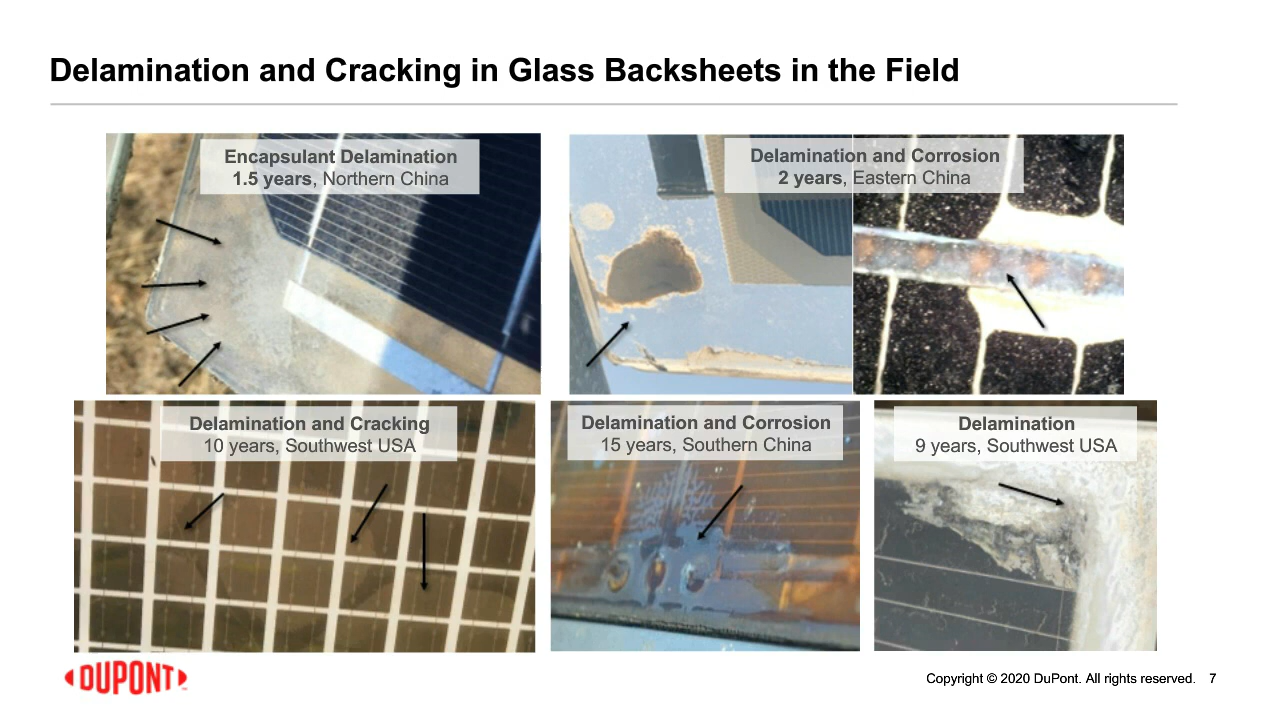 Delamination and Cracking in Glass Backsheets in the Field
Encapsulant Delamination
1.5 years, Northern China
Delamination and Corrosion
2 years, Eastern China
Delamination and Cracking
10 years, Southwest USA
Delamination and Corrosion
15 years, Southern China
Delamination
9 years, Southwest USA
DUPONT
Copyright © 2020 DuPont. All rights reserved. 7